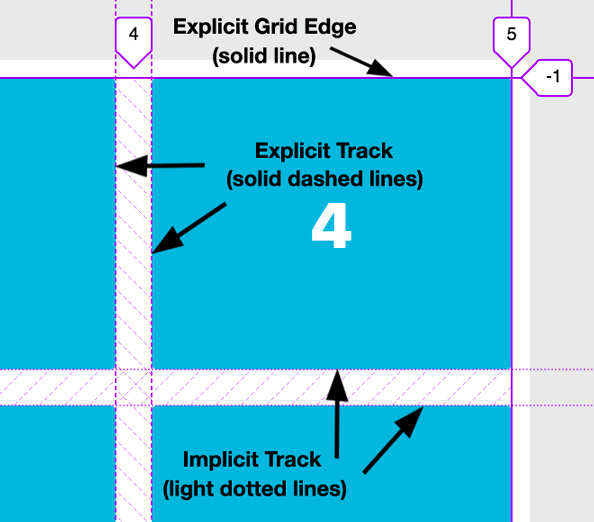 4
5
Explicit Grid Edge
(solid line)
-1
Explicit Track
(solid dashed lines)
4
Implicit Track
(light dotted lines)